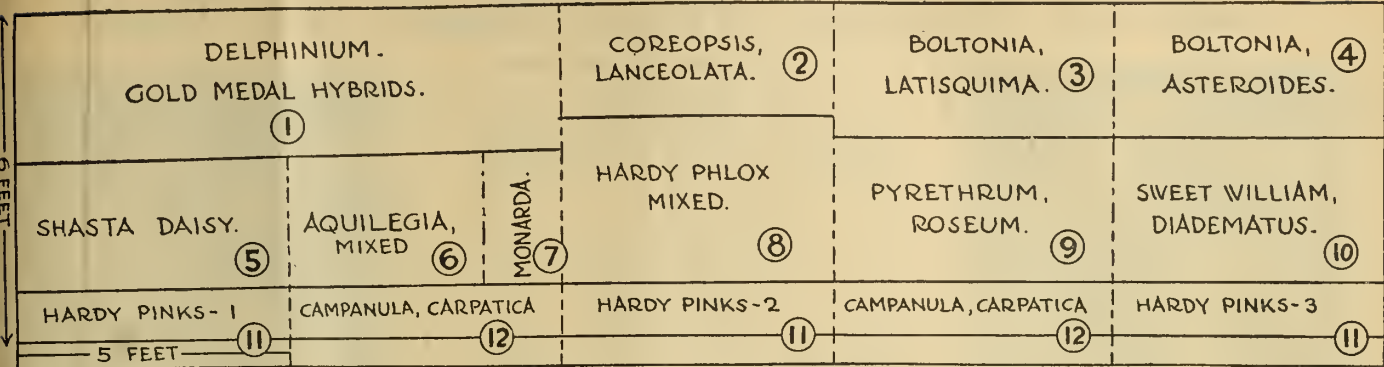 DELPHINIUM.
GOLD MEDAL HYBRIDS.
1
COREOPSIS,
LANCEOLATA. 2
BOLTONIA,
LATISQUIMA. 3
BOLTONIA, 4
ASTEROIDES.
6 FEET
SHASTA DAISY.
5
AQUILEGIA,
MIXED
6
MONARDA.
7
HARDY PHLOX
MIXED.
8
PYRETHRUM,
ROSEUM.
9
SWEET WILLIAM,
DIADEMATUS.
10
HARDY PINKS-1
11
CAMPANULA, CARPATICA
12
HARDY PINKS-2
11
CAMPANULA, CARPATICA
12
HARDY PINKS-3
11
5 FEET